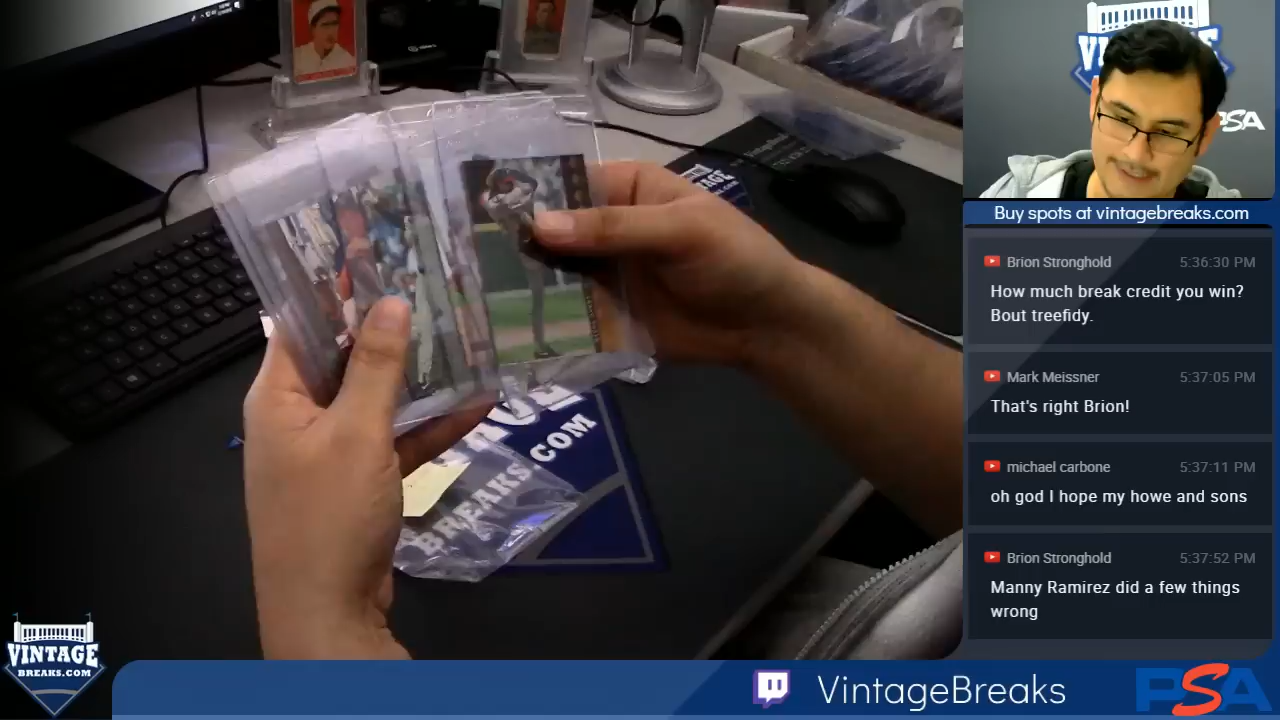 VI
PSA
Buy spots at vintagebreaks.com
Brion Stronghold 5:36:30 PM
How much break credit you win?
Bout treefidy.
Mark Meissner 5:37:05 PM
That's right Brion!
michael carbone 5:37:11 PM
oh god I hope my howe and sons
Brion Stronghold 5:37:52 PM
Manny Ramirez did a few things
wrong
BREAKS
COM
VINTAGE
BREAKS.COM
VintageBreaks
PSA